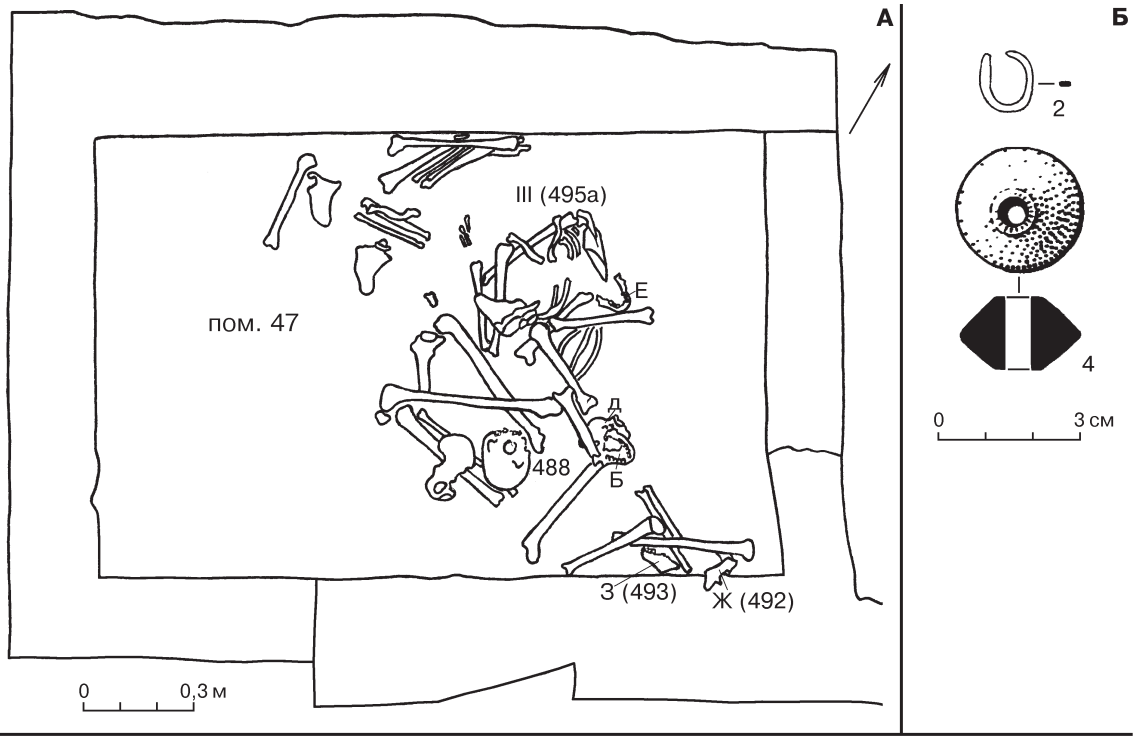 А
III (495а)
Е
пом. 47
д
488
Б
З (493)
Ж (492)
0 0,3 м
Б
2
4
0 3 см